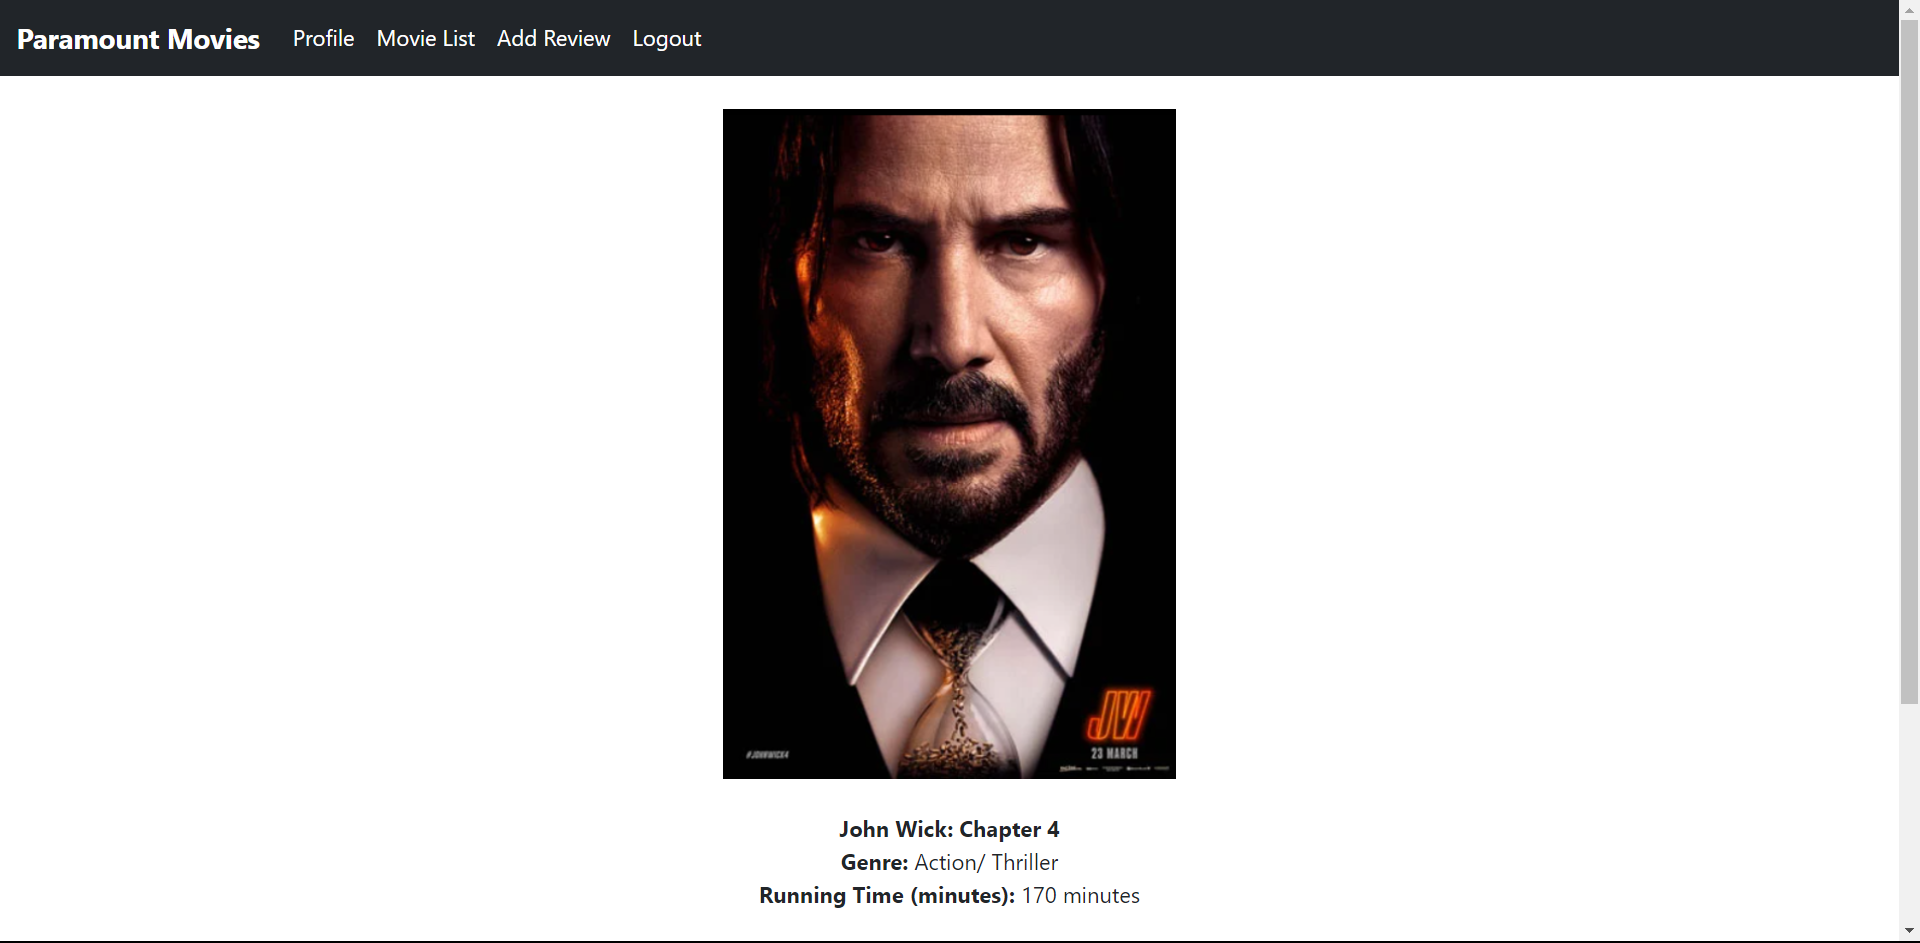 Paramount Movies Profile Movie List Add Review Logout
#JOHNWICK4
JW
23 MARCH
John Wick: Chapter 4
Genre: Action/ Thriller
Running Time (minutes): 170 minutes